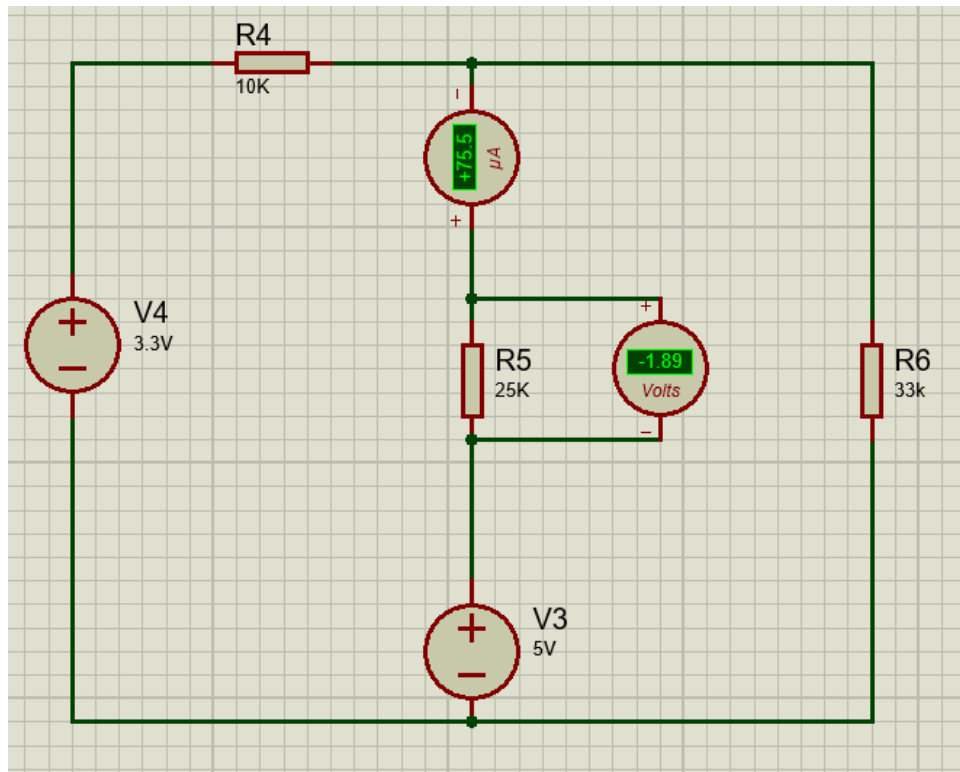 R4
10K
-
+75.5
µA
+
V4
3.3V
+
-
R5
25K
+
-1.89
Volts
-
R6
33k
V3
5V
+
-